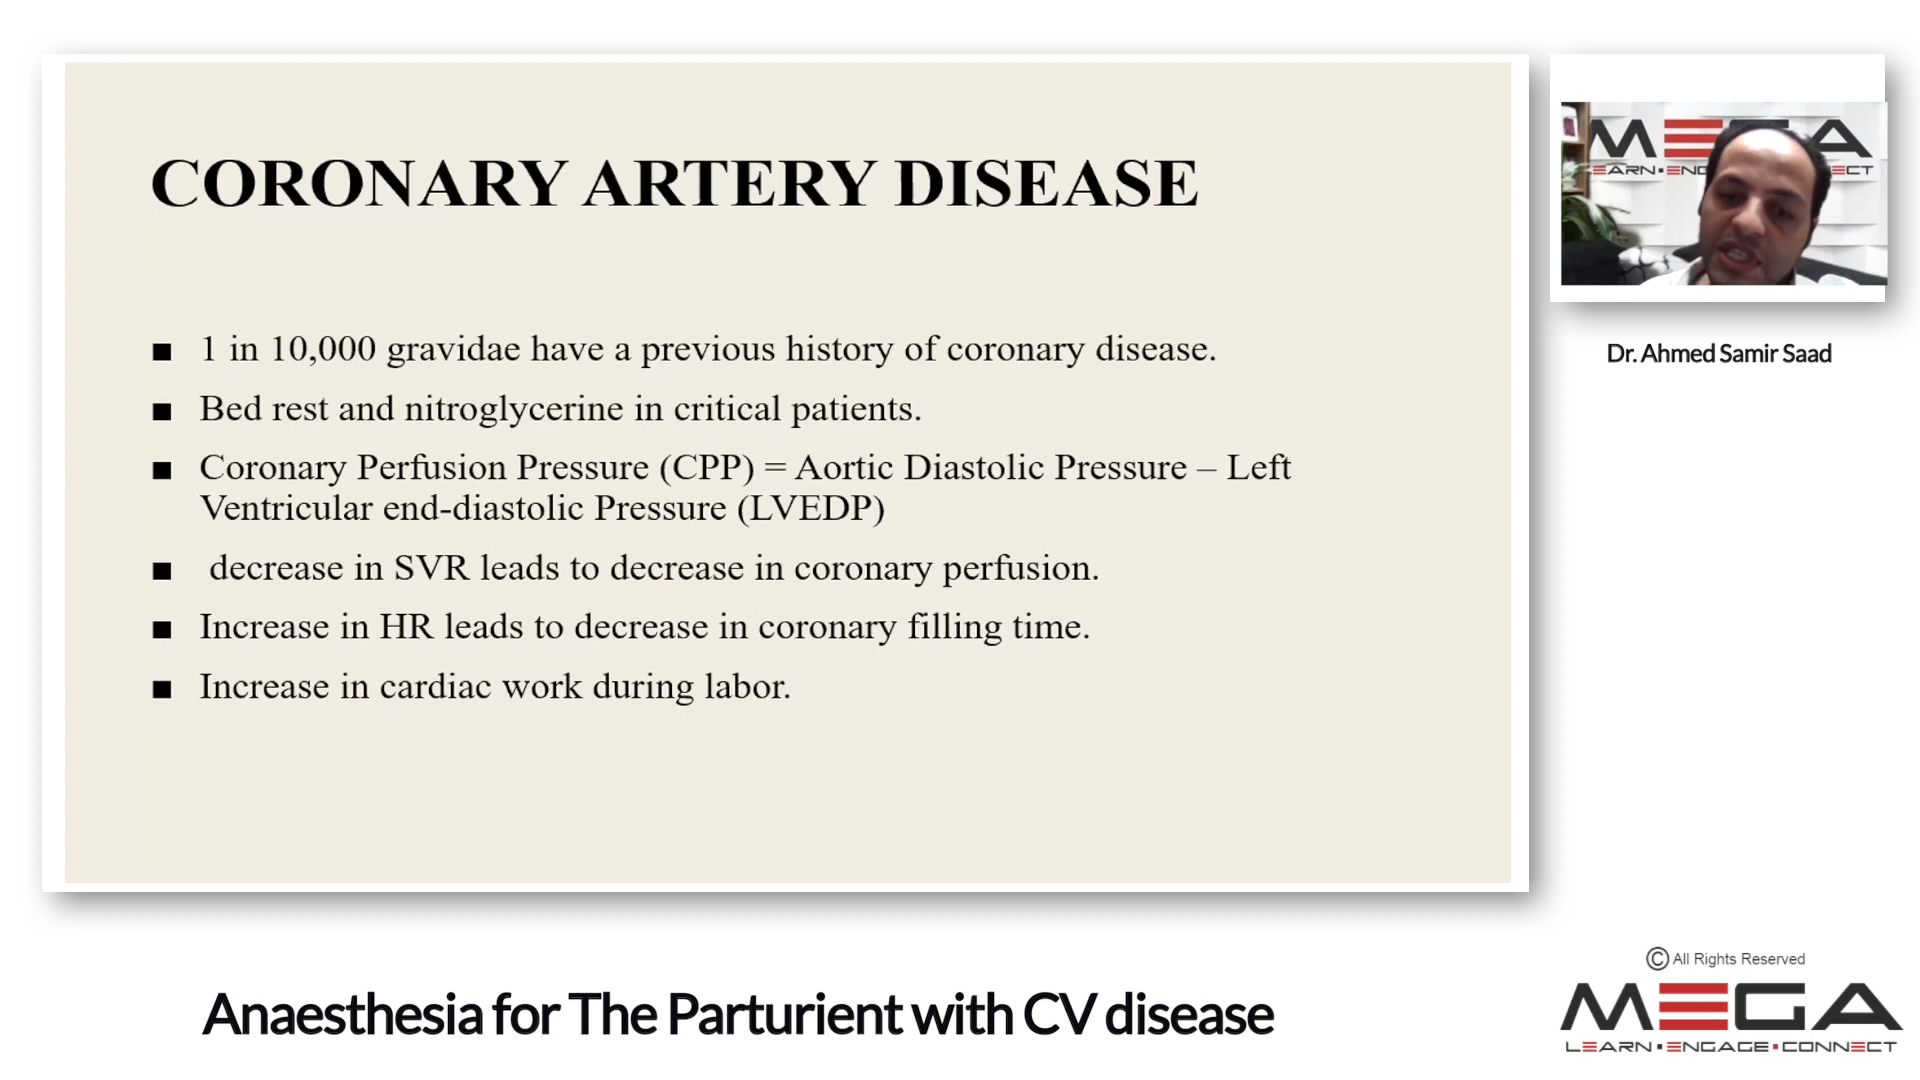 CORONARY ARTERY DISEASE
■ 1 in 10,000 gravidae have a previous history of coronary disease.
■ Bed rest and nitroglycerine in critical patients.
■ Coronary Perfusion Pressure (CPP) = Aortic Diastolic Pressure – Left
Ventricular end-diastolic Pressure (LVEDP)
■ decrease in SVR leads to decrease in coronary perfusion.
■ Increase in HR leads to decrease in coronary filling time.
■ Increase in cardiac work during labor.
Dr. Ahmed Samir Saad
Anaesthesia for The Parturient with CV disease
© All Rights Reserved
MEGA
LEARN▪ENGAGE▪CONNECT